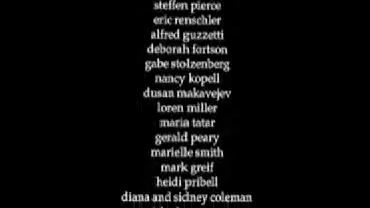 steffen pierce
eric renschler
alfred guzzetti
deborah fortson
gabe stolzenberg
nancy kopell
dusan makavejev
loren miller
maria tatar
gerald peary
marielle smith
mark greif
heidi pribell
diana and sidney coleman